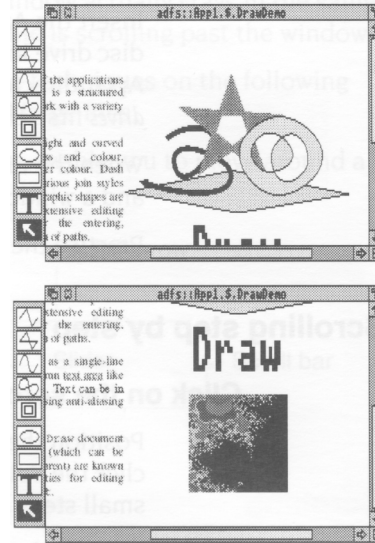 adfs::App1.$.DrawDemo
the applications
is a structured
rk with a variety
ght and curved
and colour.
er colour. Dash
rious join styles
raphic shapes are
xtensive editing
the entering,
n of paths.
T
adfs::App1.$.DrawDemo
xtensive editing
the entering,
of paths.
Draw
as a single-line
mn text area like
Text can be in
sing anti-aliasing
Draw document
(which can be
arent) are known
ties for editing
t.
T